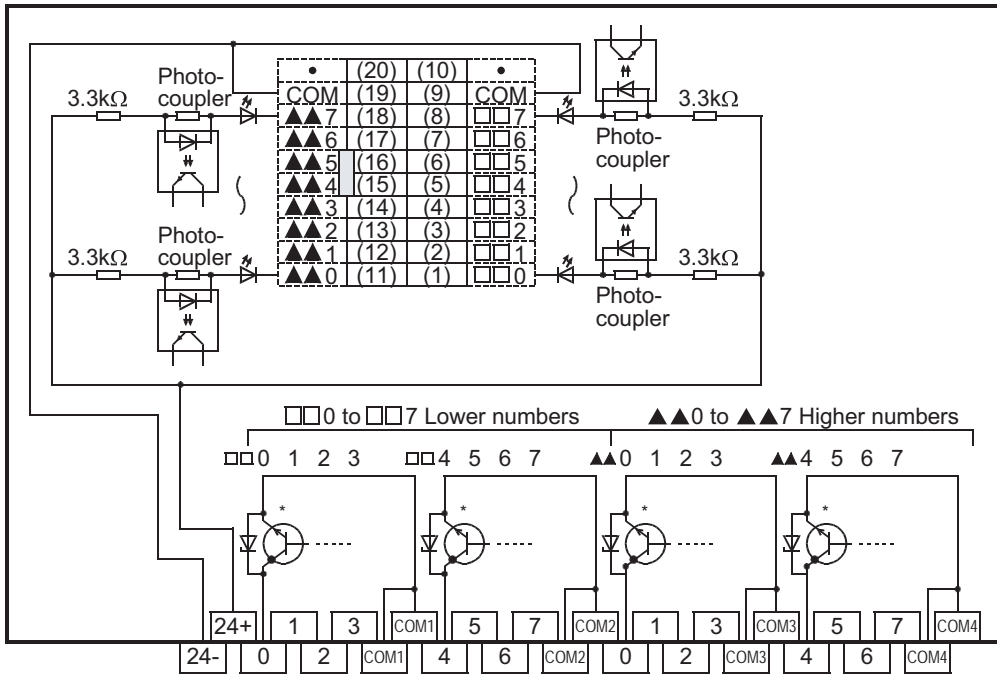 • (20) (10) •
COM (19) (9) COM
▲▲7 (18) (8) □□7
▲▲6 (17) (7) □□6
▲▲5 (16) (6) □□5
▲▲4 (15) (5) □□4
▲▲3 (14) (4) □□3
▲▲2 (13) (3) □□2
▲▲1 (12) (2) □□1
▲▲0 (11) (1) □□0
3.3kΩ
Photo-
coupler
3.3kΩ
Photo-
coupler
Photo-
coupler
3.3kΩ
Photo-
coupler
3.3kΩ
□□0 to □□7 Lower numbers ▲▲0 to ▲▲7 Higher numbers
□□0 1 2 3 □□4 5 6 7 ▲▲0 1 2 3 ▲▲4 5 6 7
* * * *
24+ 1 3 COM1 5 7 COM2 1 3 COM3 5 7 COM4
24- 0 2 COM1 4 6 COM2 0 2 COM3 4 6 COM4